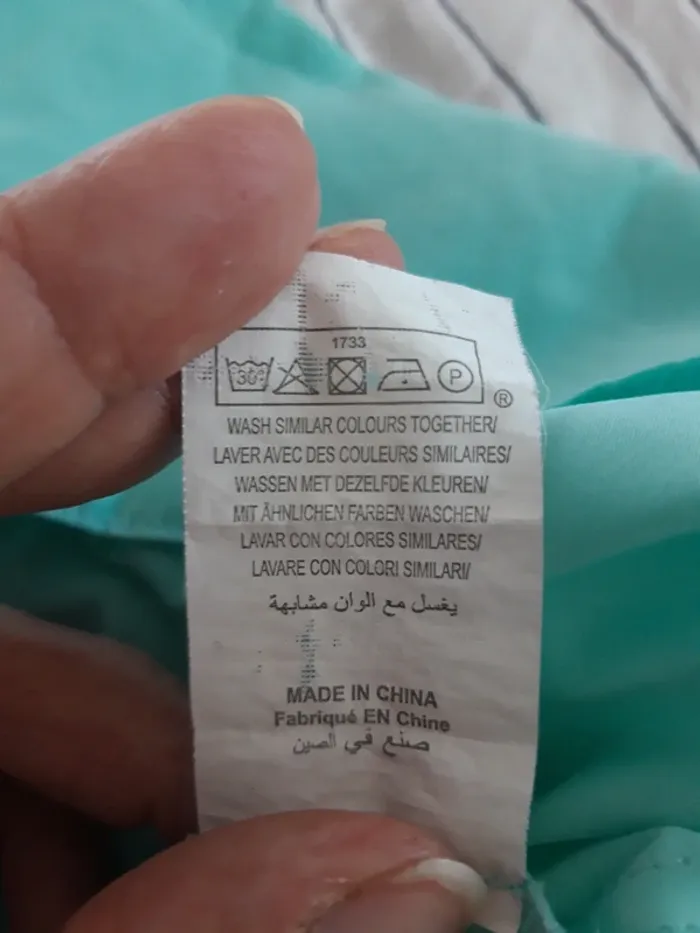 1733
30°
P
®
WASH SIMILAR COLOURS TOGETHER/
LAVER AVEC DES COULEURS SIMILAIRES/
WASSEN MET DEZELFDE KLEUREN/
MIT ÄHNLICHEN FARBEN WASCHEN/
LAVAR CON COLORES SIMILARES/
LAVARE CON COLORI SIMILARI/
يغسل مع الوان مشابهة
MADE IN CHINA
Fabriqué EN Chine
صنع في الصين